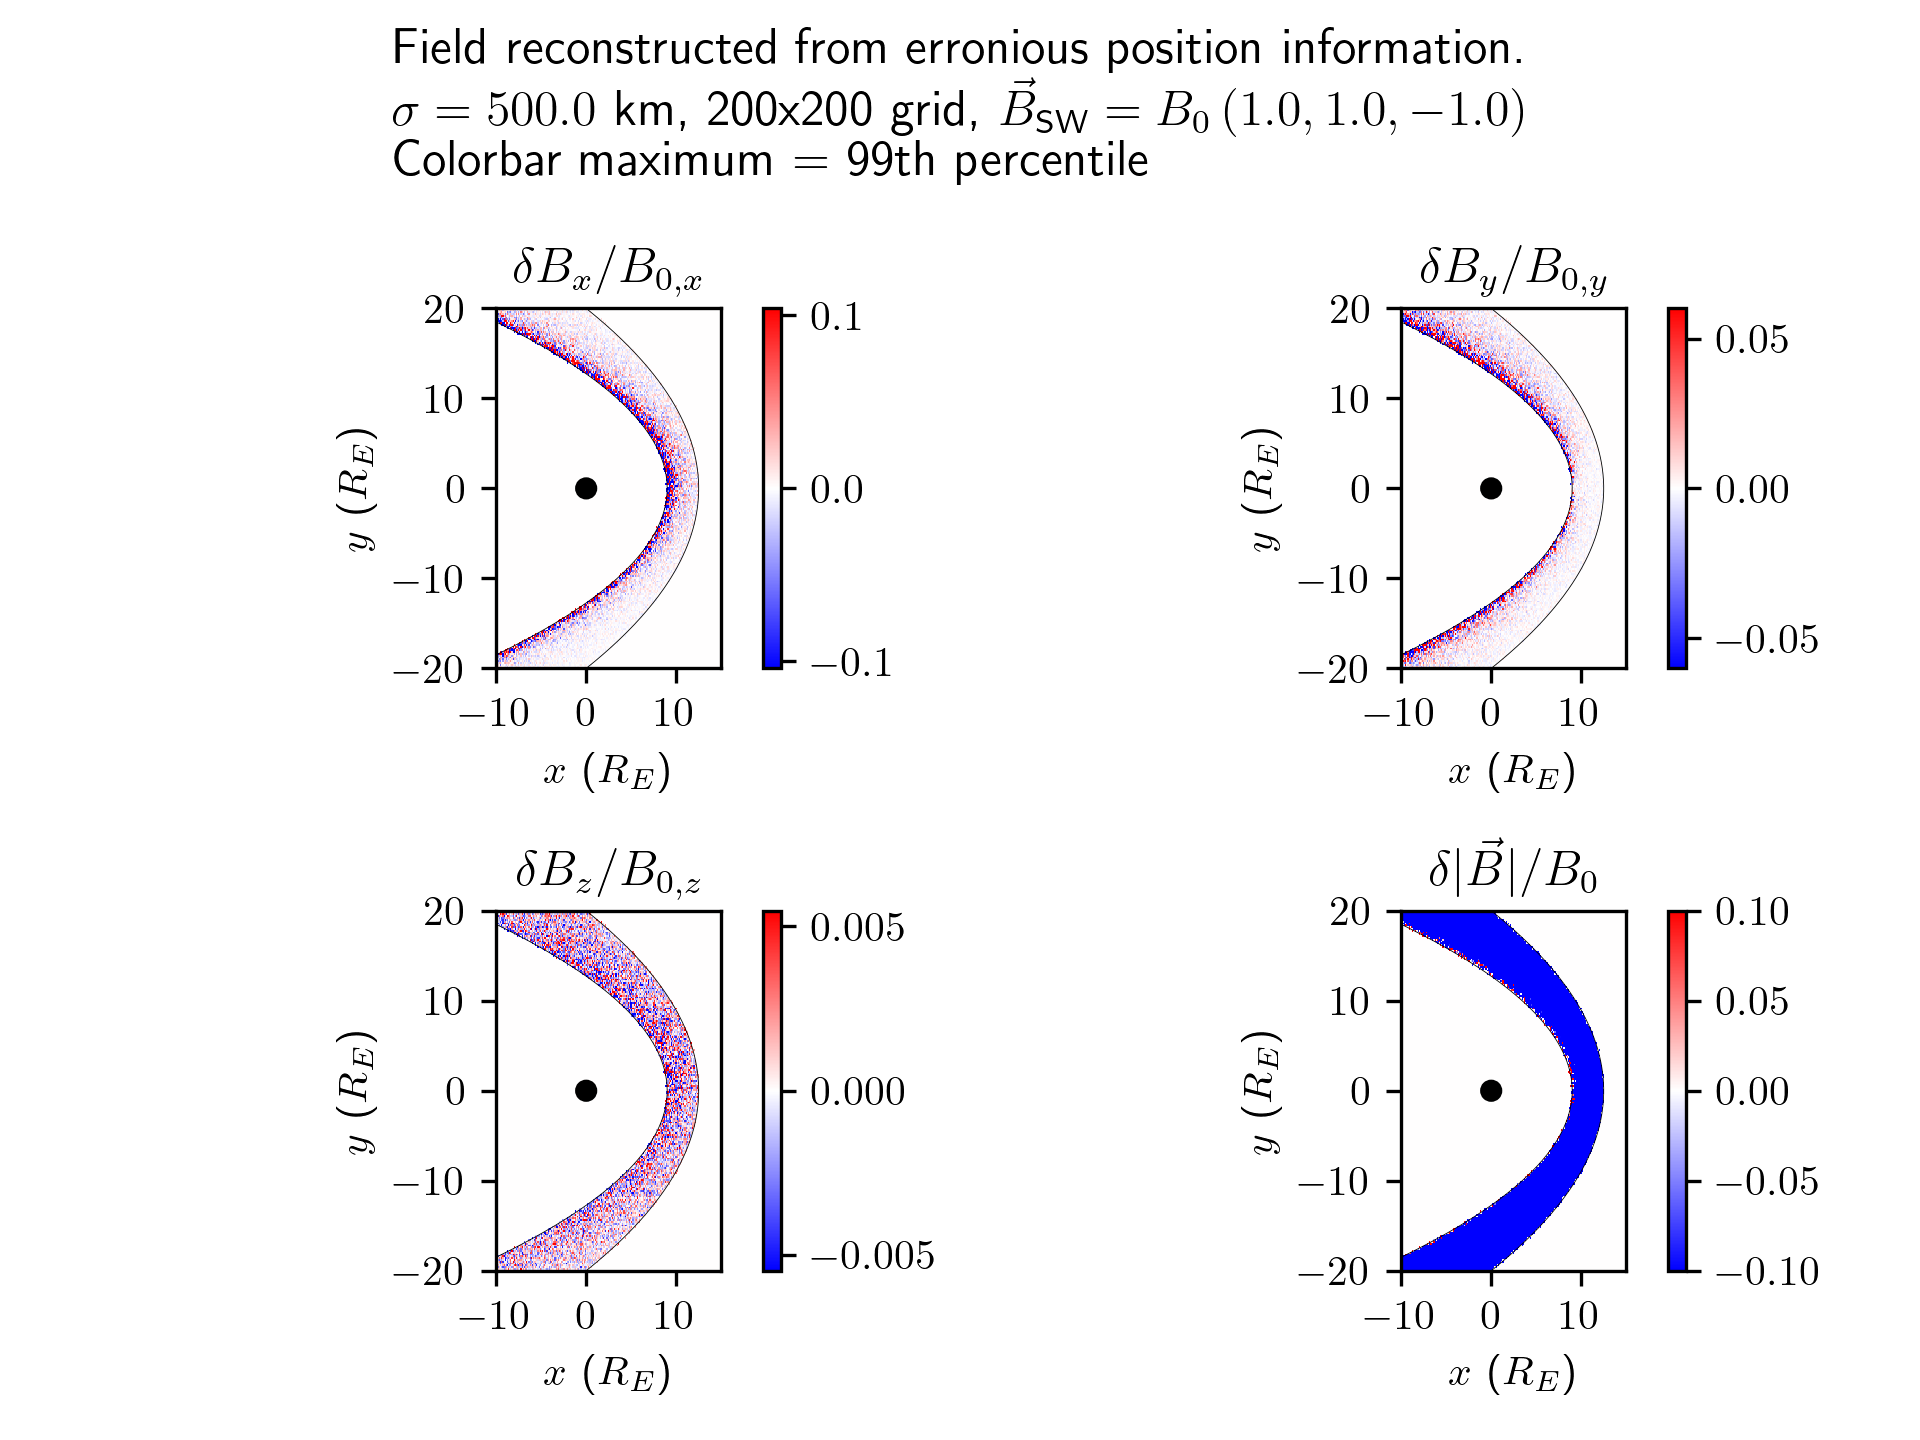 Field reconstructed from erronious position information.
σ = 500.0 km, 200x200 grid, B⃗_SW = B₀ (1.0, 1.0, −1.0)
Colorbar maximum = 99th percentile
δBₓ/B₀,ₓ
20
10
0
−10
−20
y (R_E)
−10 0 10
x (R_E)
0.1
0.0
−0.1
δB_y/B_0,y
20
10
0
−10
−20
y (R_E)
−10 0 10
x (R_E)
0.05
0.00
−0.05
δB_z/B_0,z
20
10
0
−10
−20
y (R_E)
−10 0 10
x (R_E)
0.005
0.000
−0.005
δ|B⃗|/B₀
20
10
0
−10
−20
y (R_E)
−10 0 10
x (R_E)
0.10
0.05
0.00
−0.05
−0.10